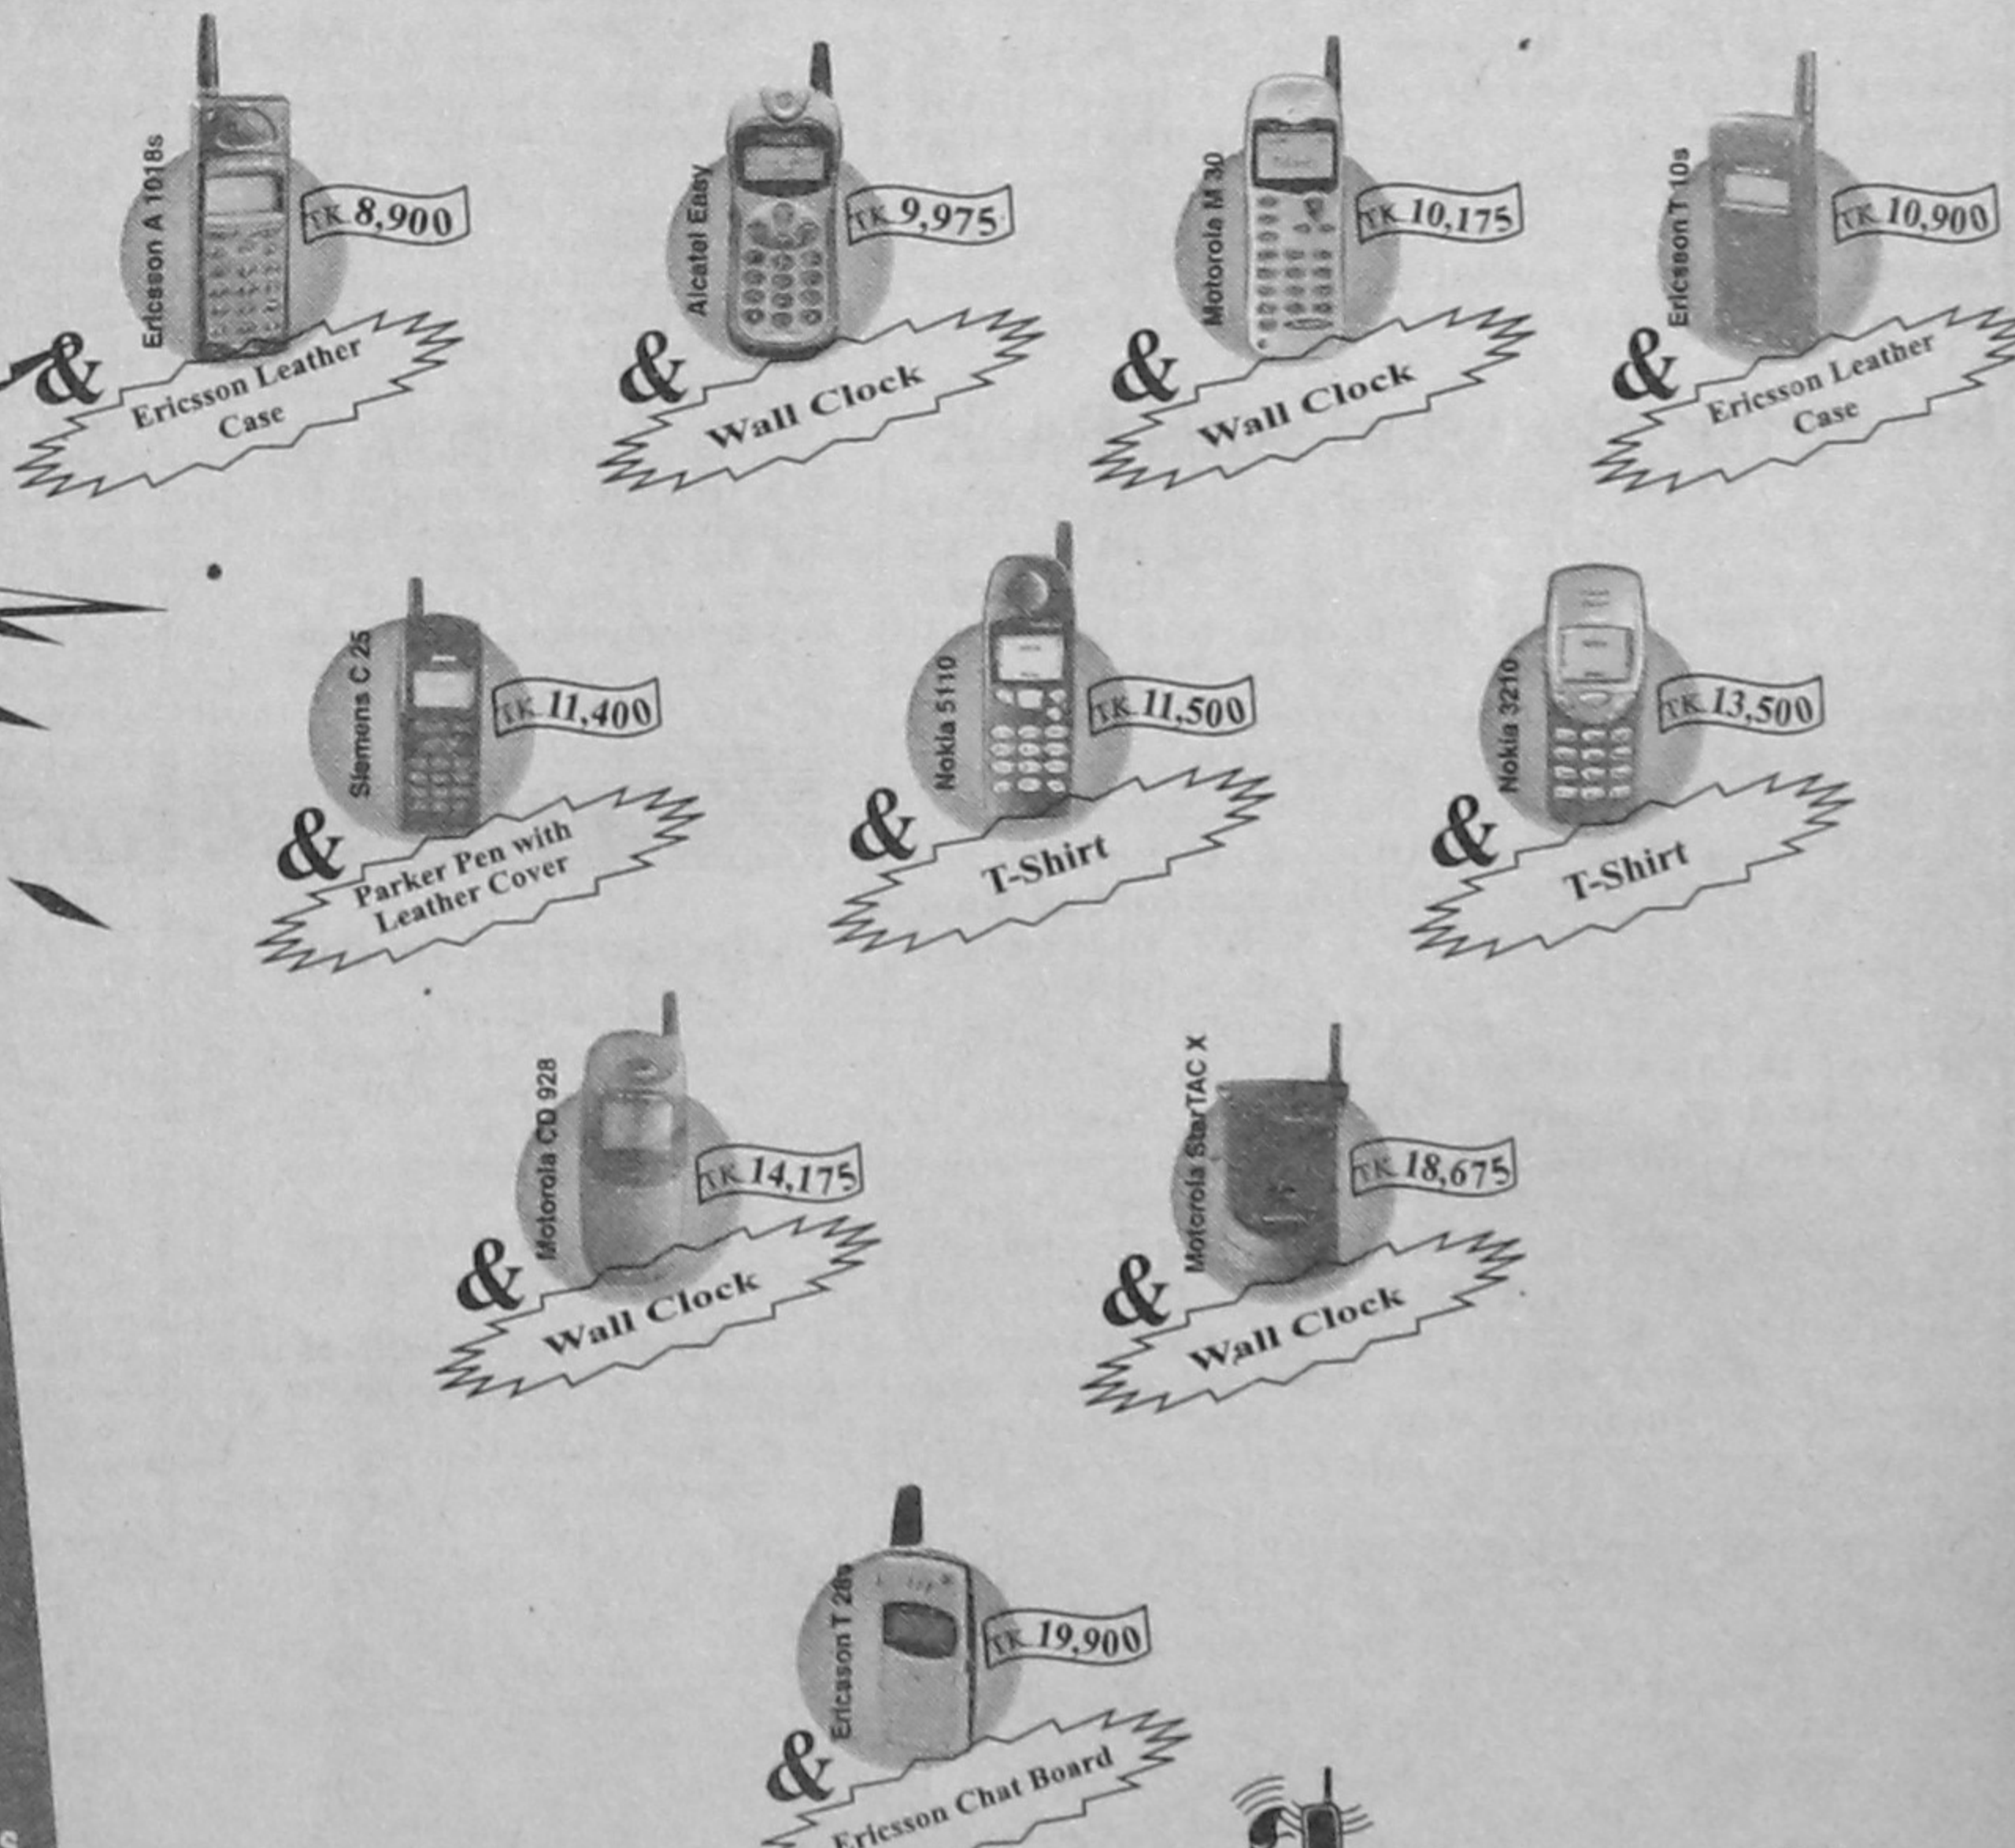 Ericsson A 1018s
TK 8,900
&
Ericsson Leather
Case
Alcatel Easy
TK 9,975
&
Wall Clock
Motorola M 30
TK 10,175
&
Wall Clock
Ericsson T 10s
TK 10,900
&
Ericsson Leather
Case
Siemens C 25
TK 11,400
&
Parker Pen with
Leather Cover
Nokia 5110
TK 11,500
&
T-Shirt
Nokia 3210
TK 13,500
&
T-Shirt
Motorola CD 928
TK 14,175
&
Wall Clock
Motorola StarTAC X
TK 18,675
&
Wall Clock
Ericsson T 28s
TK 19,900
&
Ericsson Chat Board